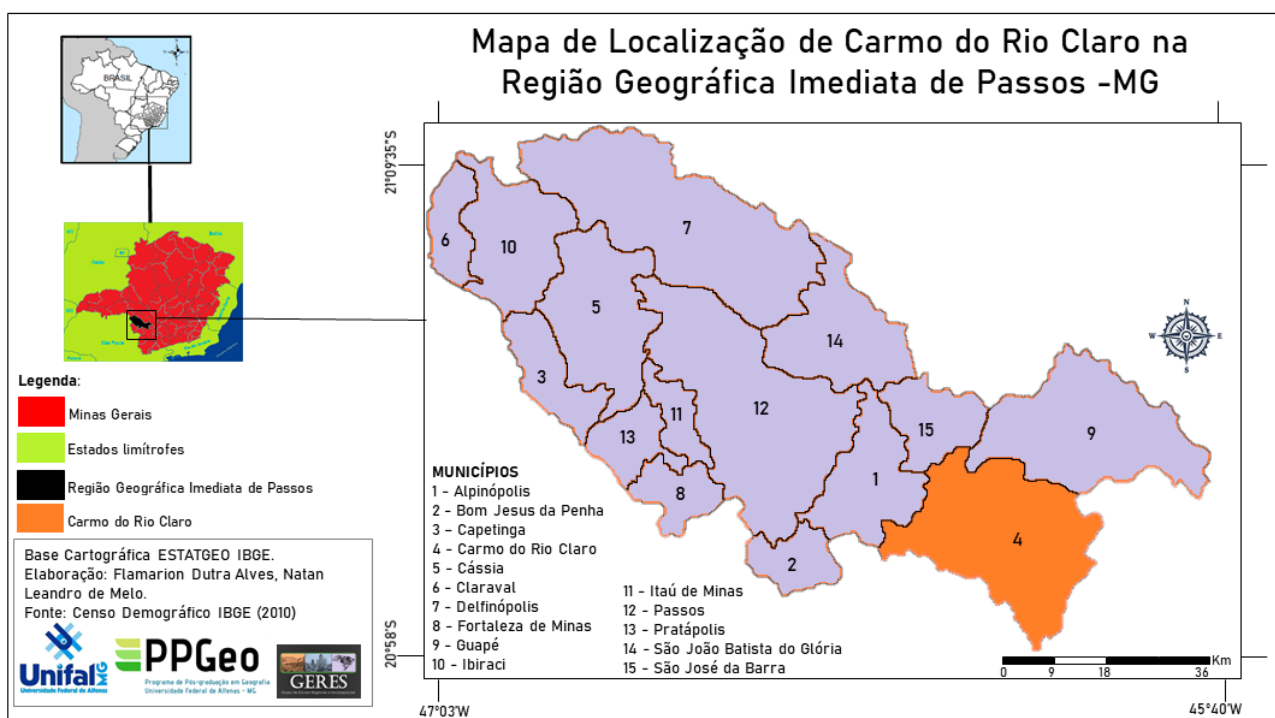 Mapa de Localização de Carmo do Rio Claro na
Região Geográfica Imediata de Passos -MG
BRASIL
21°09'35"S
20°58'S
47°03'W
45°40'W
N
W
E
S
6
10
7
5
14
3
12
11
13
15
9
8
1
2
4
0
9
18
36
Km
Legenda:
Minas Gerais
Estados limítrofes
Região Geográfica Imediata de Passos
Carmo do Rio Claro
MUNICÍPIOS
1 - Alpinópolis
2 - Bom Jesus da Penha
3 - Capetinga
4 - Carmo do Rio Claro
5 - Cássia
6 - Claraval
7 - Delfinópolis
8 - Fortaleza de Minas
9 - Guapé
10 - Ibiraci
11 - Itaú de Minas
12 - Passos
13 - Pratápolis
14 - São João Batista do Glória
15 - São José da Barra
Base Cartográfica ESTATGEO IBGE.
Elaboração: Flamarion Dutra Alves, Natan
Leandro de Melo.
Fonte: Censo Demográfico IBGE (2010)
Unifal MG
Universidade Federal de Alfenas
PPGeo
Programa de Pós-graduação em Geografia
Universidade Federal de Alfenas - MG
GERES